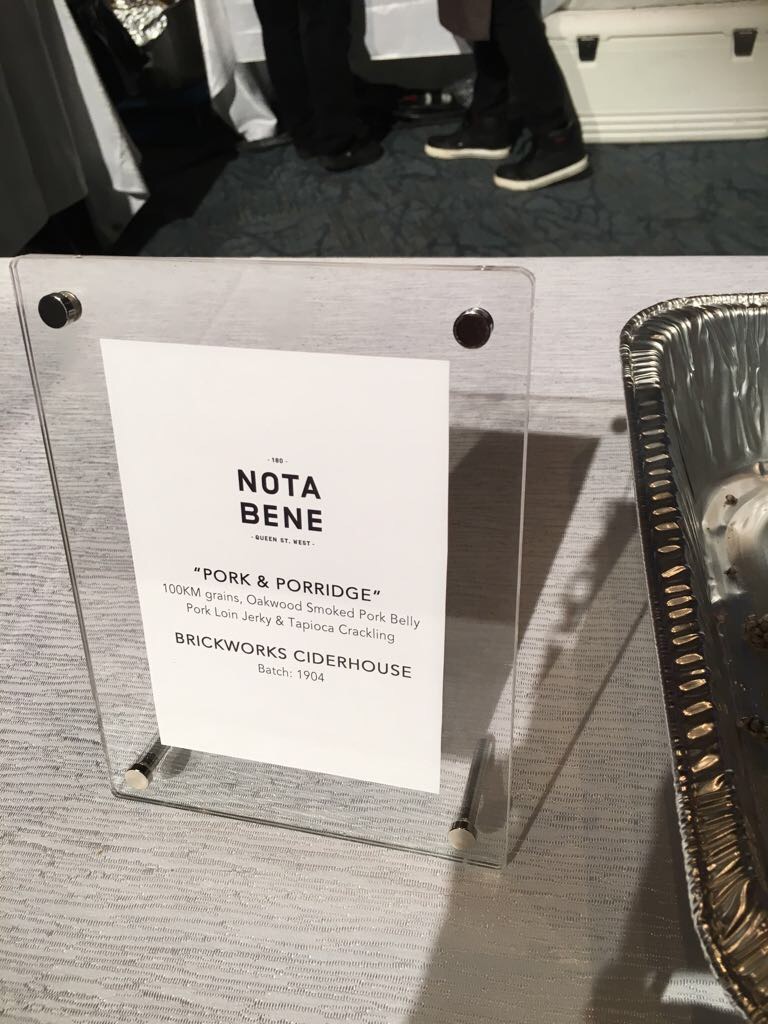 - 180 -
NOTA
BENE
- QUEEN ST. WEST -
"PORK & PORRIDGE"
100KM grains, Oakwood Smoked Pork Belly
Pork Loin Jerky & Tapioca Crackling
BRICKWORKS CIDERHOUSE
Batch: 1904